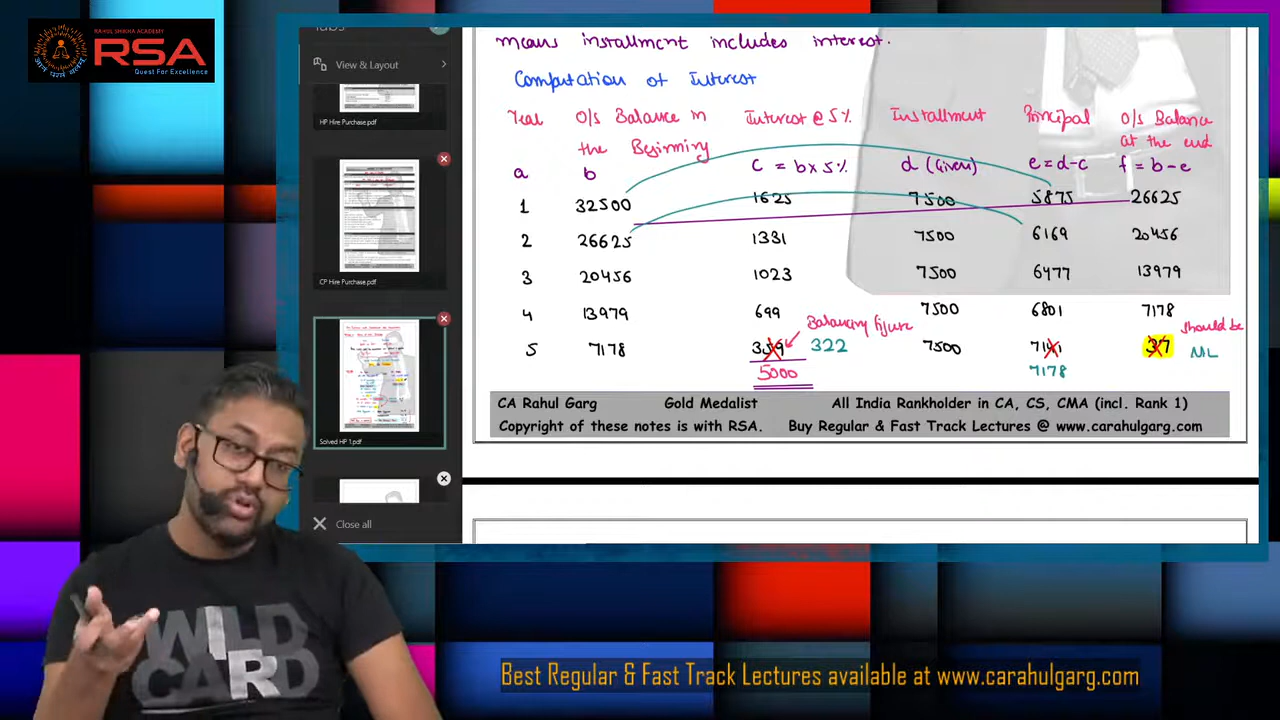 RAHUL SHIKHA ACADEMY
RSA
Quest For Excellence
View & Layout
HP Hire Purchase.pdf
CP Hire Purchase.pdf
Solved HP 1.pdf
Close all
means installment includes interest.
Computation of Interest
Year O/s Balance in the Beginning Interest @ 5% Installment Principal O/s Balance at the end
a b c = b x 5% d (Given) e = d-c f = b-e
1 32500 1625 7500 5875 26625
2 26625 1331 7500 6169 20456
3 20456 1023 7500 6477 13979
4 13979 699 7500 6801 7178
Balancing figure
should be
5 7178 322 7500 37 NIL
5000 7178
CA Rahul Garg Gold Medalist All India Rankholder in CA, CS, CMA (incl. Rank 1)
Copyright of these notes is with RSA. Buy Regular & Fast Track Lectures @ www.carahulgarg.com
WILD
CARD
Best Regular & Fast Track Lectures available at www.carahulgarg.com